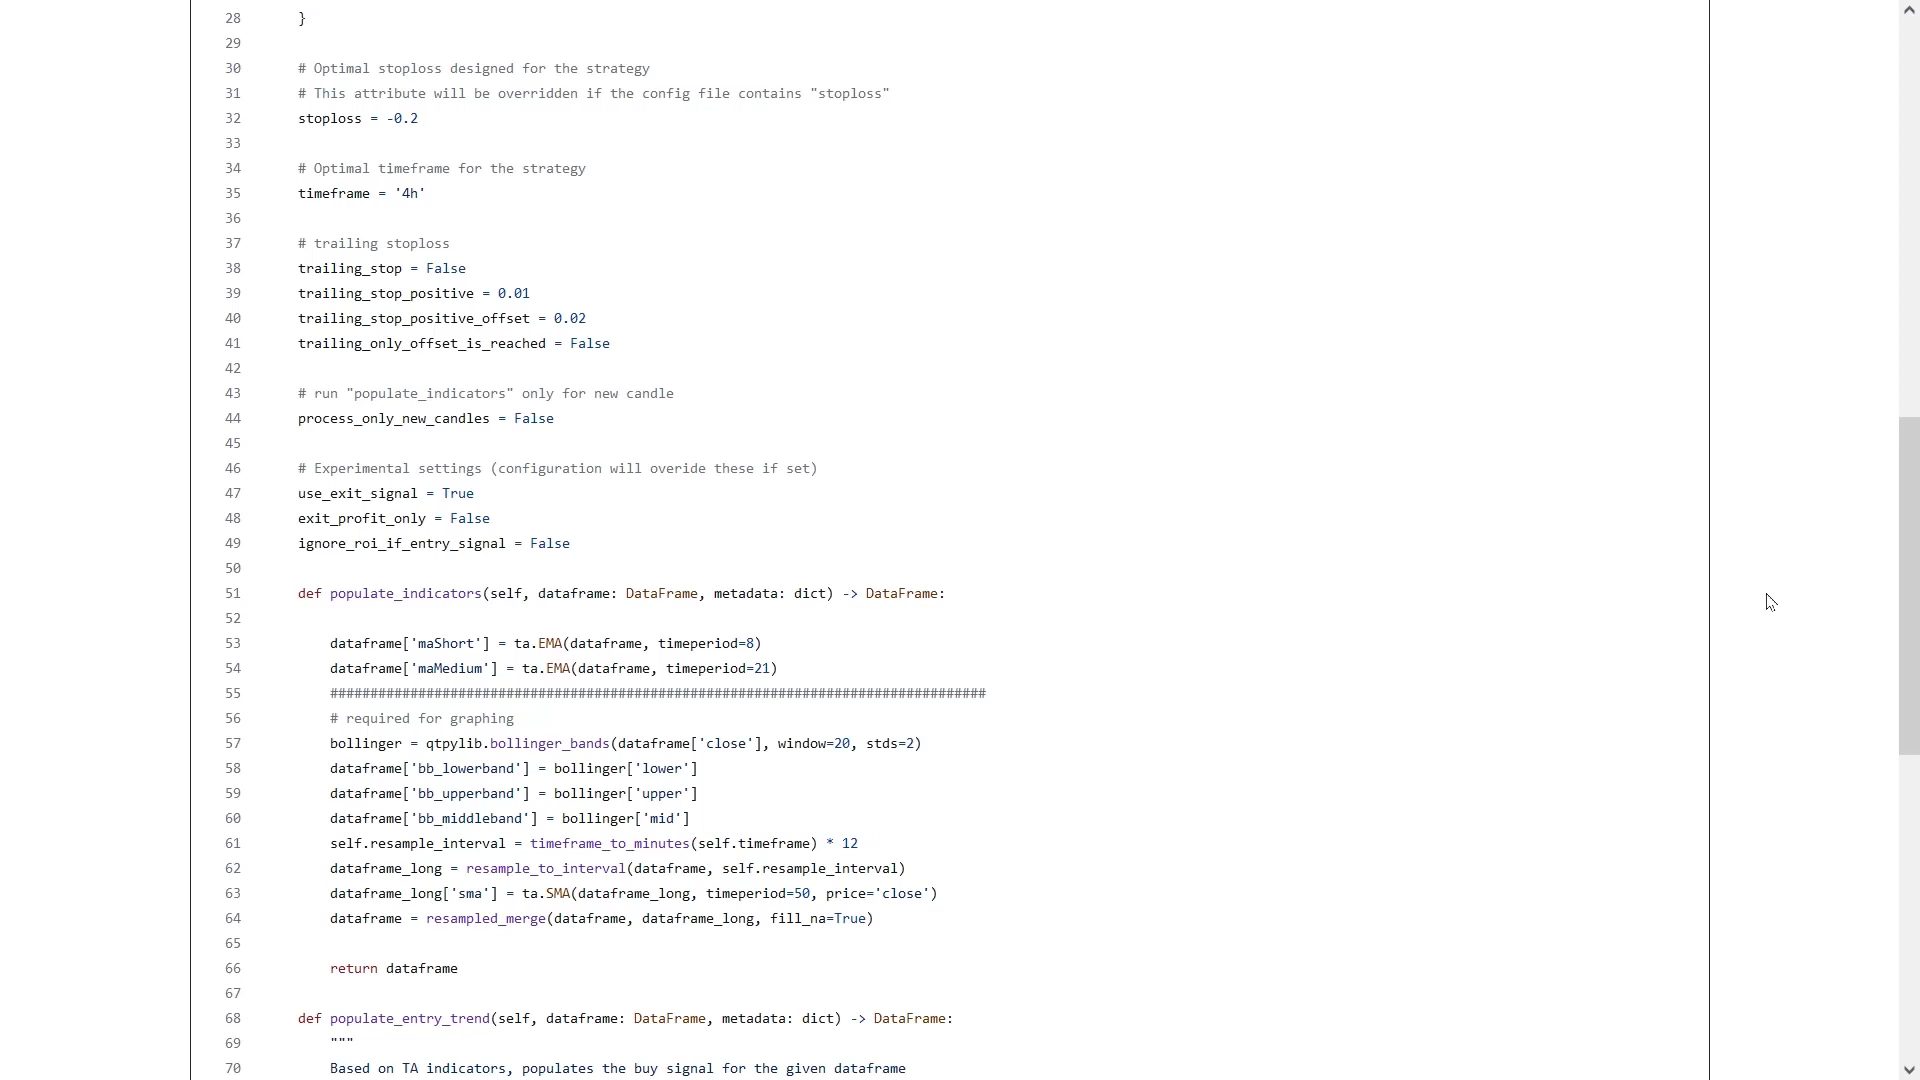 28 }
29
30 # Optimal stoploss designed for the strategy
31 # This attribute will be overridden if the config file contains "stoploss"
32 stoploss = -0.2
33
34 # Optimal timeframe for the strategy
35 timeframe = '4h'
36
37 # trailing stoploss
38 trailing_stop = False
39 trailing_stop_positive = 0.01
40 trailing_stop_positive_offset = 0.02
41 trailing_only_offset_is_reached = False
42
43 # run "populate_indicators" only for new candle
44 process_only_new_candles = False
45
46 # Experimental settings (configuration will overide these if set)
47 use_exit_signal = True
48 exit_profit_only = False
49 ignore_roi_if_entry_signal = False
50
51 def populate_indicators(self, dataframe: DataFrame, metadata: dict) -> DataFrame:
52
53 dataframe['maShort'] = ta.EMA(dataframe, timeperiod=8)
54 dataframe['maMedium'] = ta.EMA(dataframe, timeperiod=21)
55 ##################################################################################
56 # required for graphing
57 bollinger = qtpylib.bollinger_bands(dataframe['close'], window=20, stds=2)
58 dataframe['bb_lowerband'] = bollinger['lower']
59 dataframe['bb_upperband'] = bollinger['upper']
60 dataframe['bb_middleband'] = bollinger['mid']
61 self.resample_interval = timeframe_to_minutes(self.timeframe) * 12
62 dataframe_long = resample_to_interval(dataframe, self.resample_interval)
63 dataframe_long['sma'] = ta.SMA(dataframe_long, timeperiod=50, price='close')
64 dataframe = resampled_merge(dataframe, dataframe_long, fill_na=True)
65
66 return dataframe
67
68 def populate_entry_trend(self, dataframe: DataFrame, metadata: dict) -> DataFrame:
69 """
70 Based on TA indicators, populates the buy signal for the given dataframe